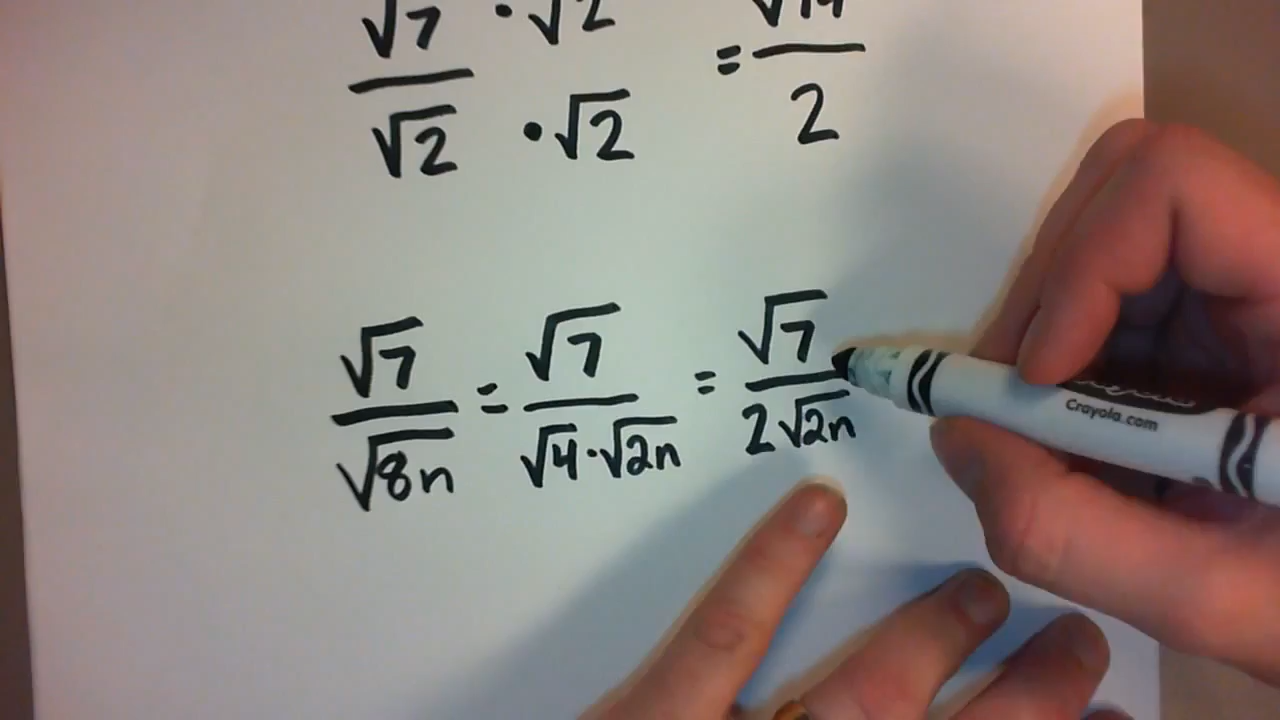 √7 · √2 = √14
√2 · √2 2
√7 = √7 = √7
√8n √4 · √2n 2√2n
Crayola.com